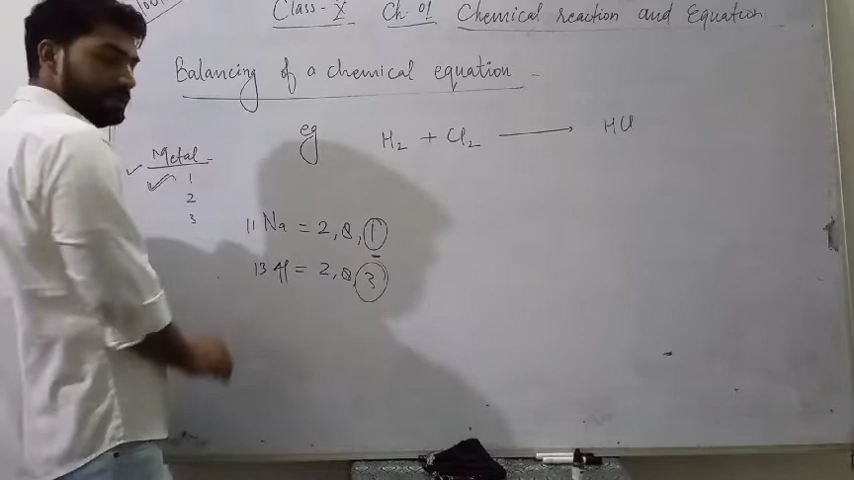 Class - X Ch. 01 Chemical reaction and Equation
Balancing of a chemical equation -
eg H₂ + Cl₂ ⟶ HCl
Metal -
1
2
3
11 Na = 2, 8, 1
13 Al = 2, 8, 3